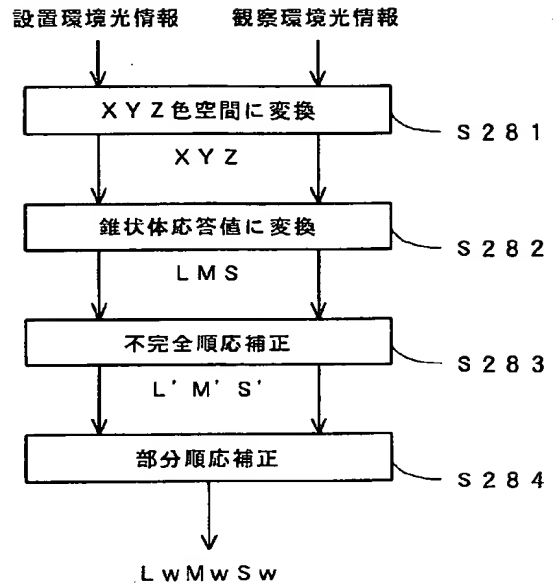 設置環境光情報 観察環境光情報
XYZ色空間に変換
S281
XYZ
錐状体応答値に変換
S282
LMS
不完全順応補正
S283
L'M'S'
部分順応補正
S284
LwMwSw